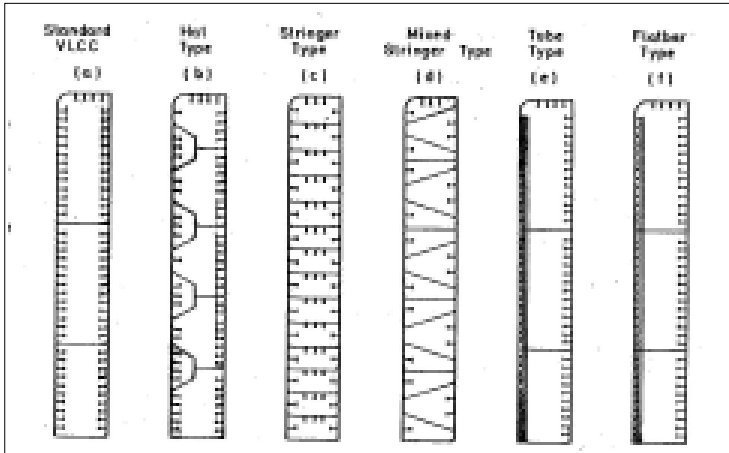 Standard
VLCC
(a)
Hat
Type
(b)
Stringer
Type
(c)
Mixed
Stringer Type
(d)
Tube
Type
(e)
Flatbar
Type
(f)